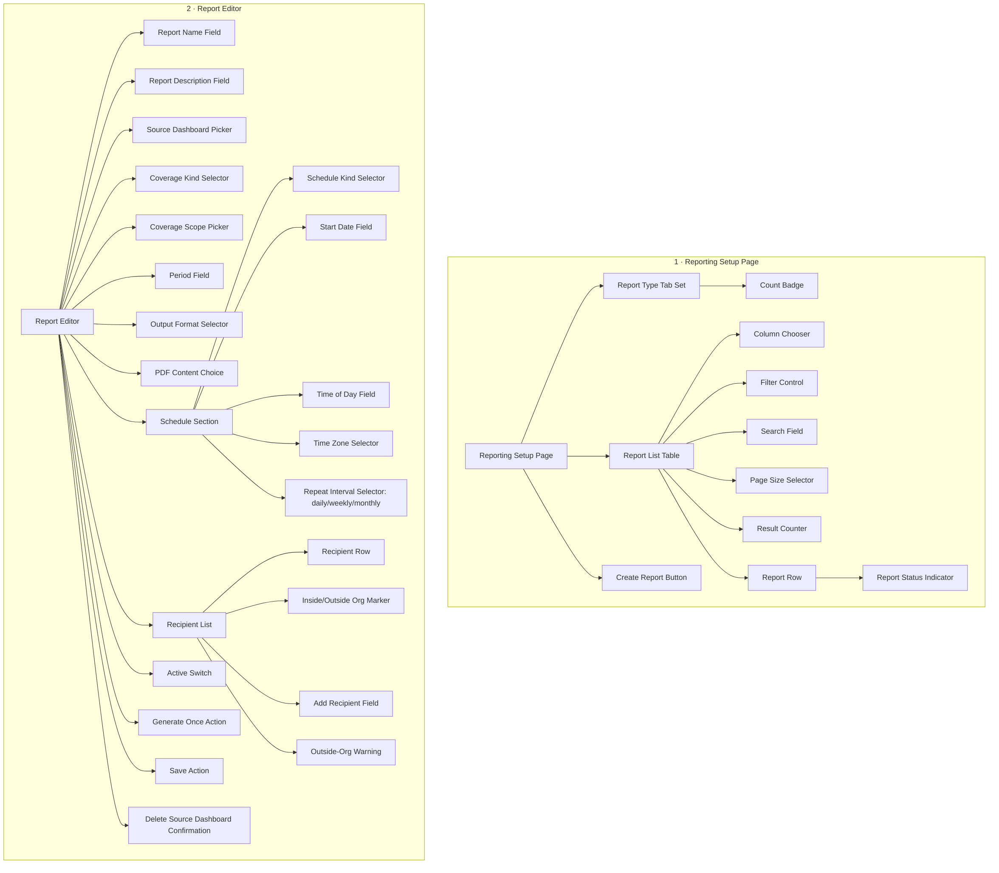 2 · Report Editor
Report Editor
Report Name Field
Report Description Field
Source Dashboard Picker
Coverage Kind Selector
Coverage Scope Picker
Period Field
Output Format Selector
PDF Content Choice
Schedule Section
Schedule Kind Selector
Start Date Field
Time of Day Field
Time Zone Selector
Repeat Interval Selector:
daily/weekly/monthly
Recipient List
Recipient Row
Inside/Outside Org Marker
Add Recipient Field
Outside-Org Warning
Active Switch
Generate Once Action
Save Action
Delete Source Dashboard
Confirmation
1 · Reporting Setup Page
Reporting Setup Page
Report Type Tab Set
Count Badge
Report List Table
Column Chooser
Filter Control
Search Field
Page Size Selector
Result Counter
Report Row
Report Status Indicator
Create Report Button